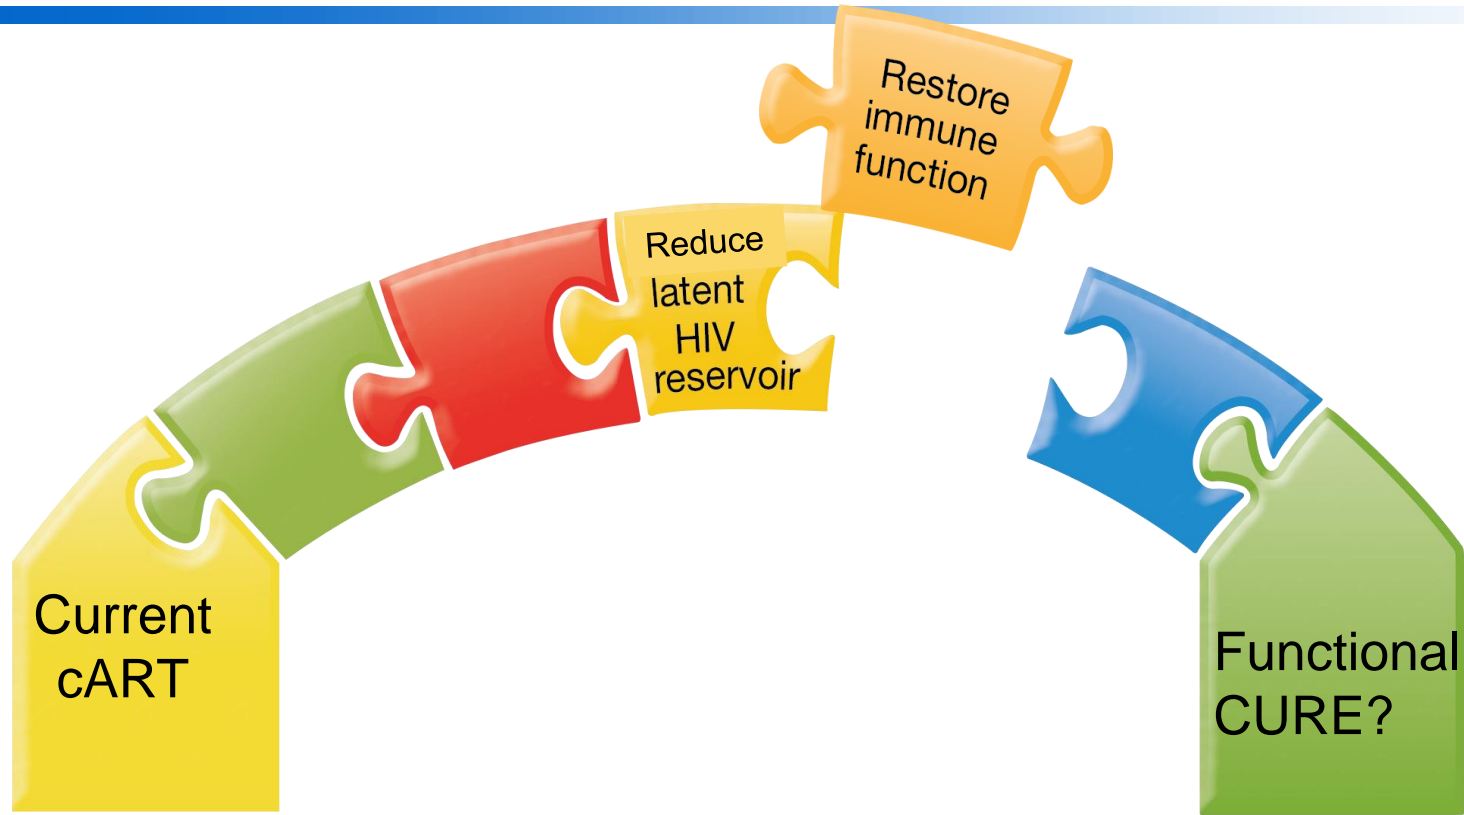 Restore
immune
function
Reduce
latent
HIV
reservoir
Current
cART
Functional
CURE?